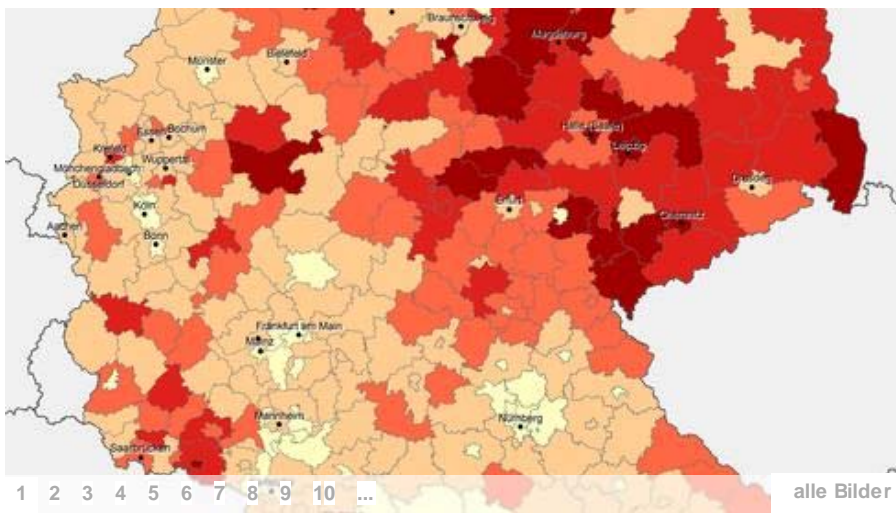 Braunschweig
Magdeburg
Münster
Bielefeld
Halle (Saale)
Essen
Bochum
Krefeld
Leipzig
Mönchengladbach
Wuppertal
Düsseldorf
Dresden
Köln
Erfurt
Chemnitz
Aachen
Bonn
Frankfurt am Main
Mainz
Mannheim
Nürnberg
Saarbrücken
1 2 3 4 5 6 7 8 9 10 ... alle Bilder